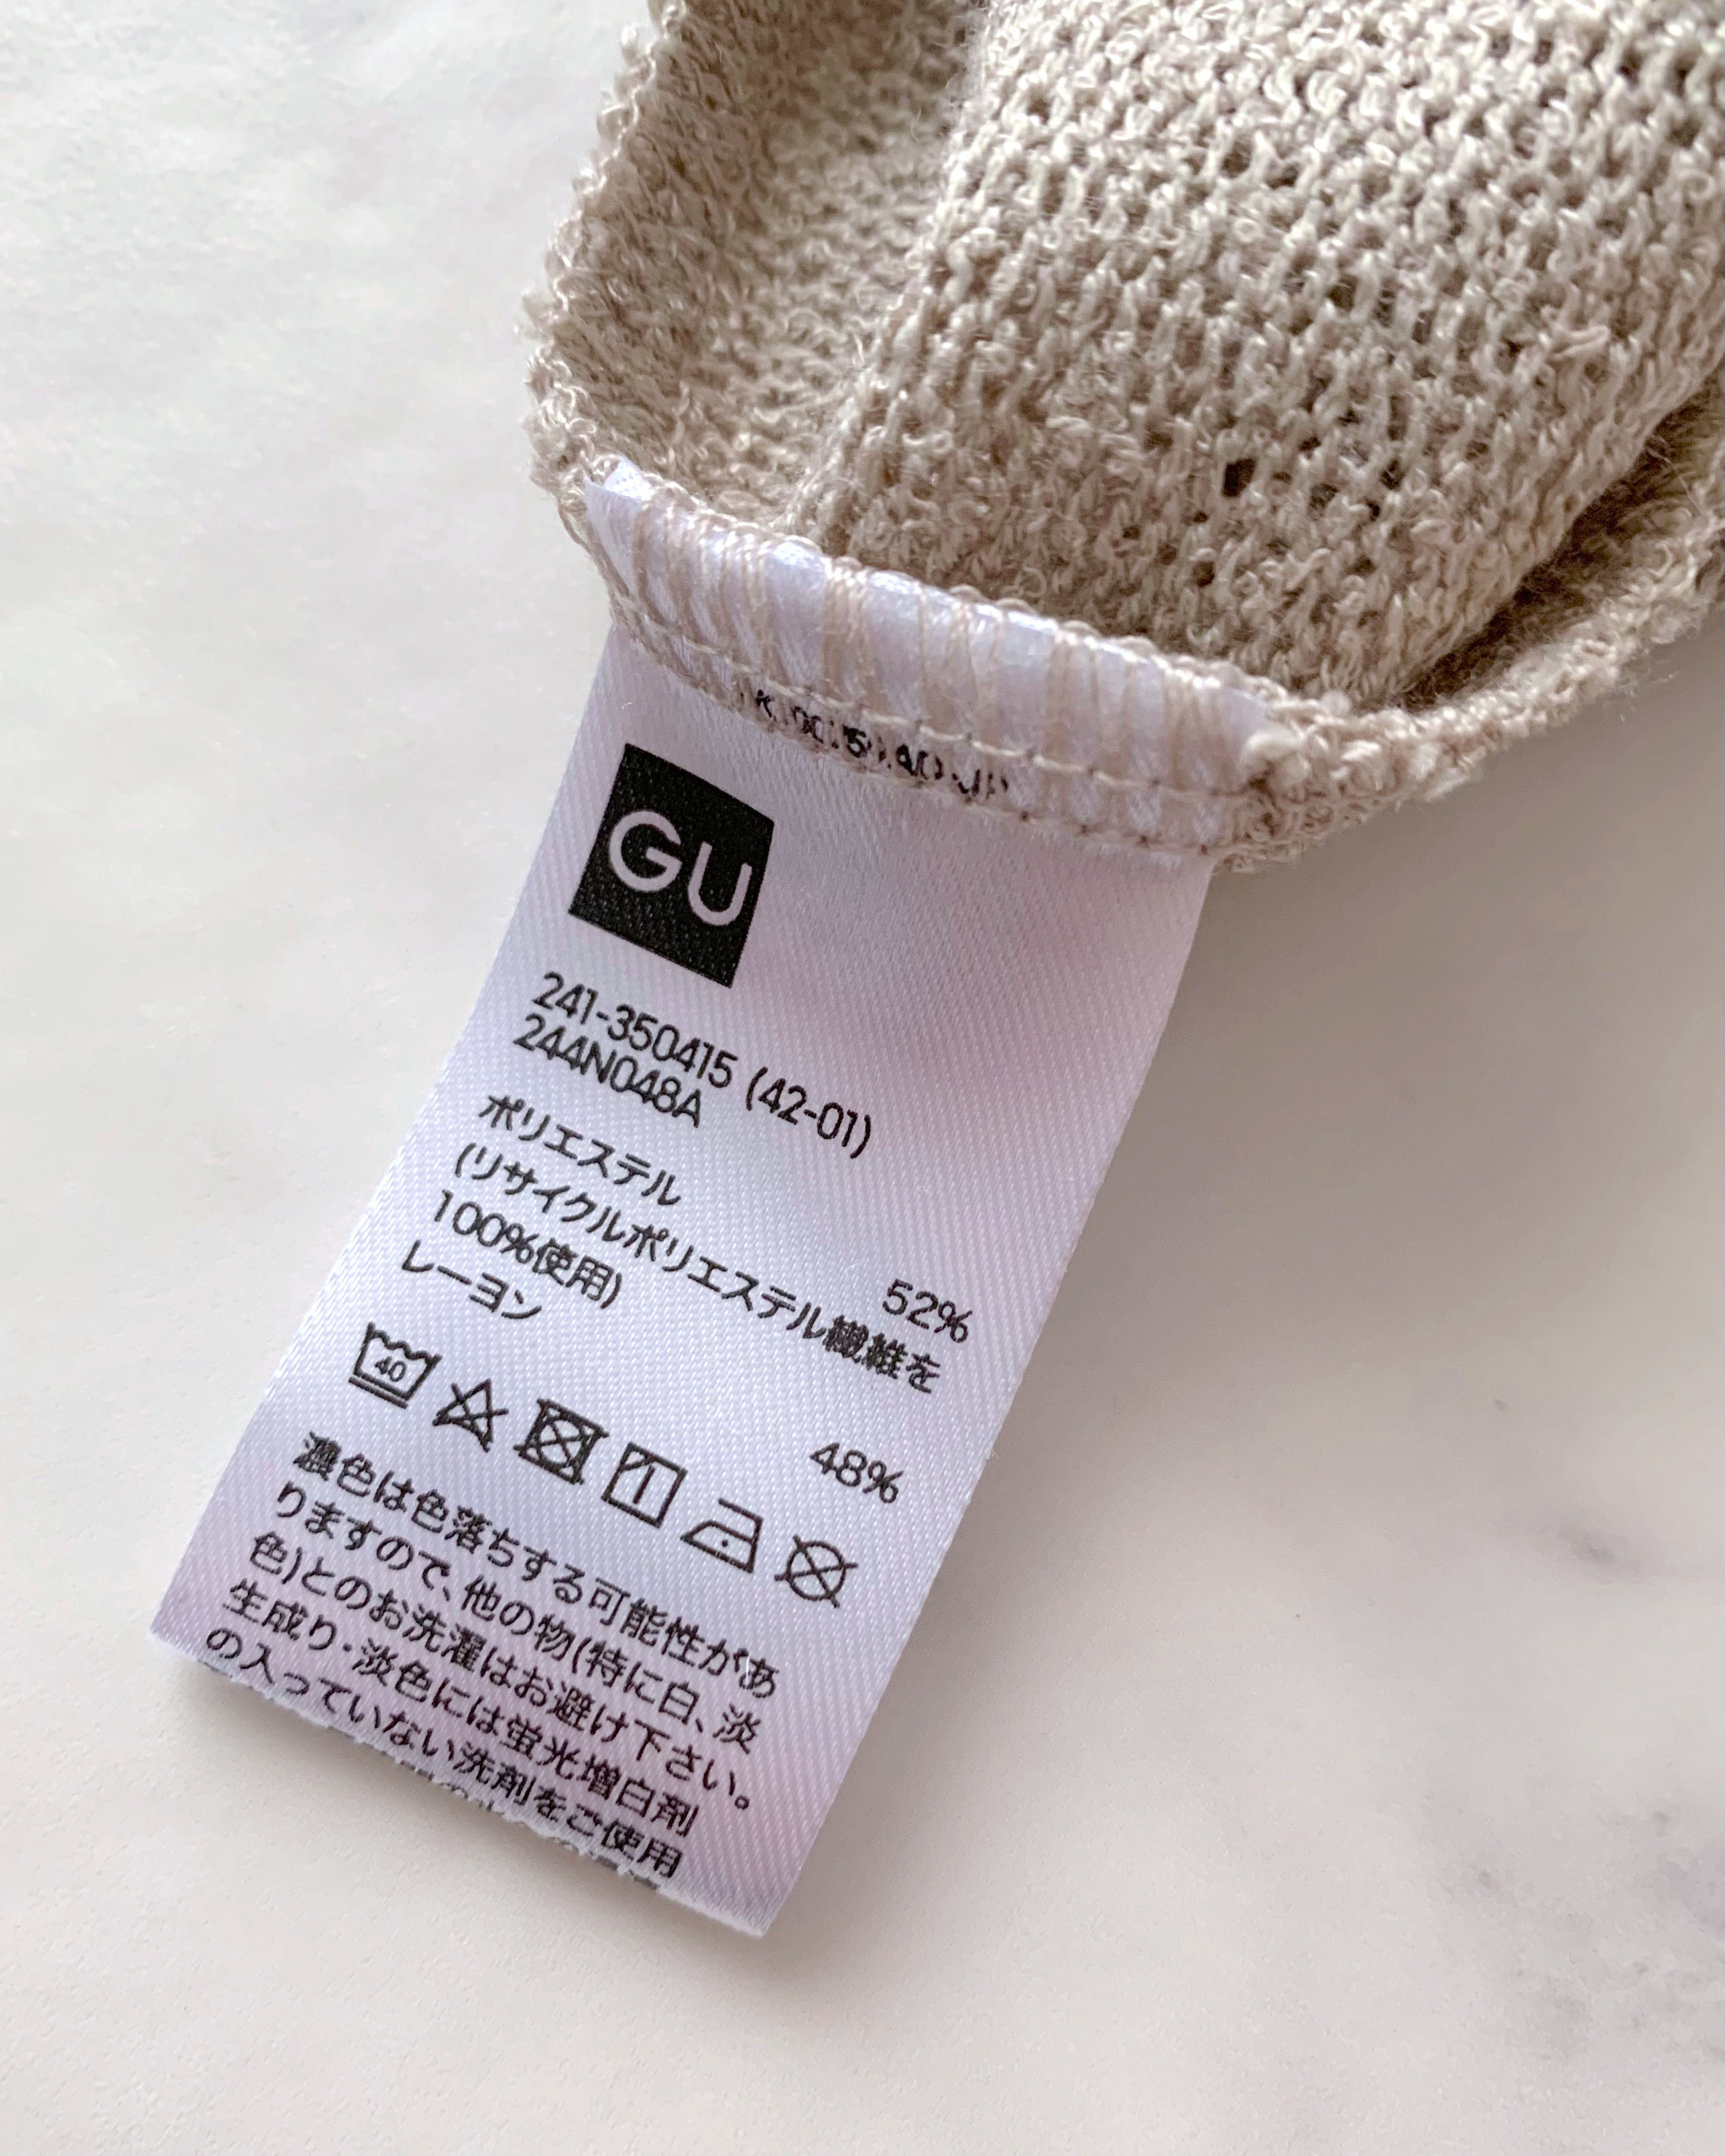 GU
241-350415 (42-01)
244N048A
ポリエステル 52%
(リサイクルポリエステル繊維を
100%使用)
レーヨン 48%
40
濃色は色落ちする可能性があ
りますので、他の物(特に白、淡
色)とのお洗濯はお避け下さい。
生成り・淡色には蛍光増白剤
の入っていない洗剤をご使用